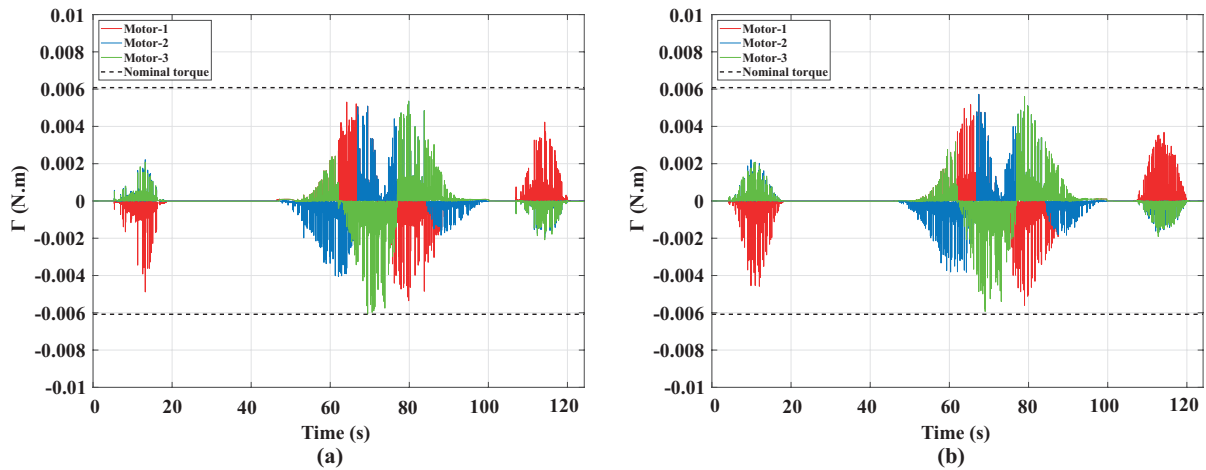 0.01
0.008
0.006
0.004
0.002
0
-0.002
-0.004
-0.006
-0.008
-0.01
Γ (N.m)
Motor-1
Motor-2
Motor-3
Nominal torque
0 20 40 60 80 100 120
Time (s)
(a)
0.01
0.008
0.006
0.004
0.002
0
-0.002
-0.004
-0.006
-0.008
-0.01
Γ (N.m)
Motor-1
Motor-2
Motor-3
Nominal torque
0 20 40 60 80 100 120
Time (s)
(b)